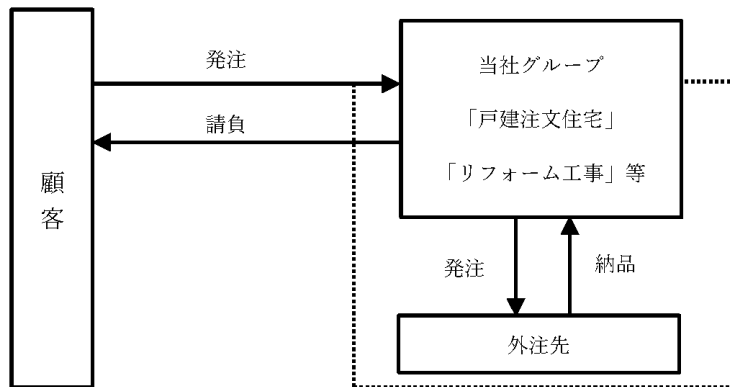 発注
請負
顧客
当社グループ
「戸建注文住宅」
「リフォーム工事」等
発注
納品
外注先